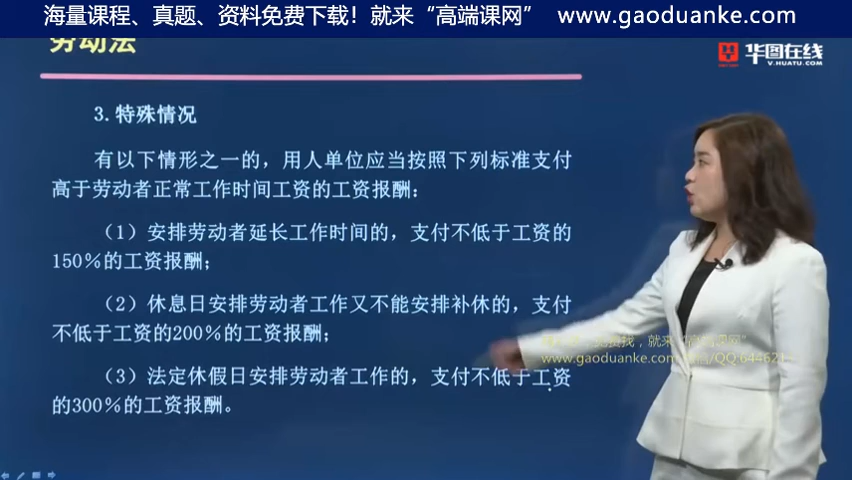 海量课程、真题、资料免费下载！就来“高端课网” www.gaoduanke.com
劳动法
华图在线
V.HUATU.COM
3.特殊情况
有以下情形之一的，用人单位应当按照下列标准支付
高于劳动者正常工作时间工资的工资报酬：
（1）安排劳动者延长工作时间的，支付不低于工资的
150％的工资报酬；
（2）休息日安排劳动者工作又不能安排补休的，支付
不低于工资的200％的工资报酬；
（3）法定休假日安排劳动者工作的，支付不低于工资
的300％的工资报酬。
就来“高端课网”
www.gaoduanke.com